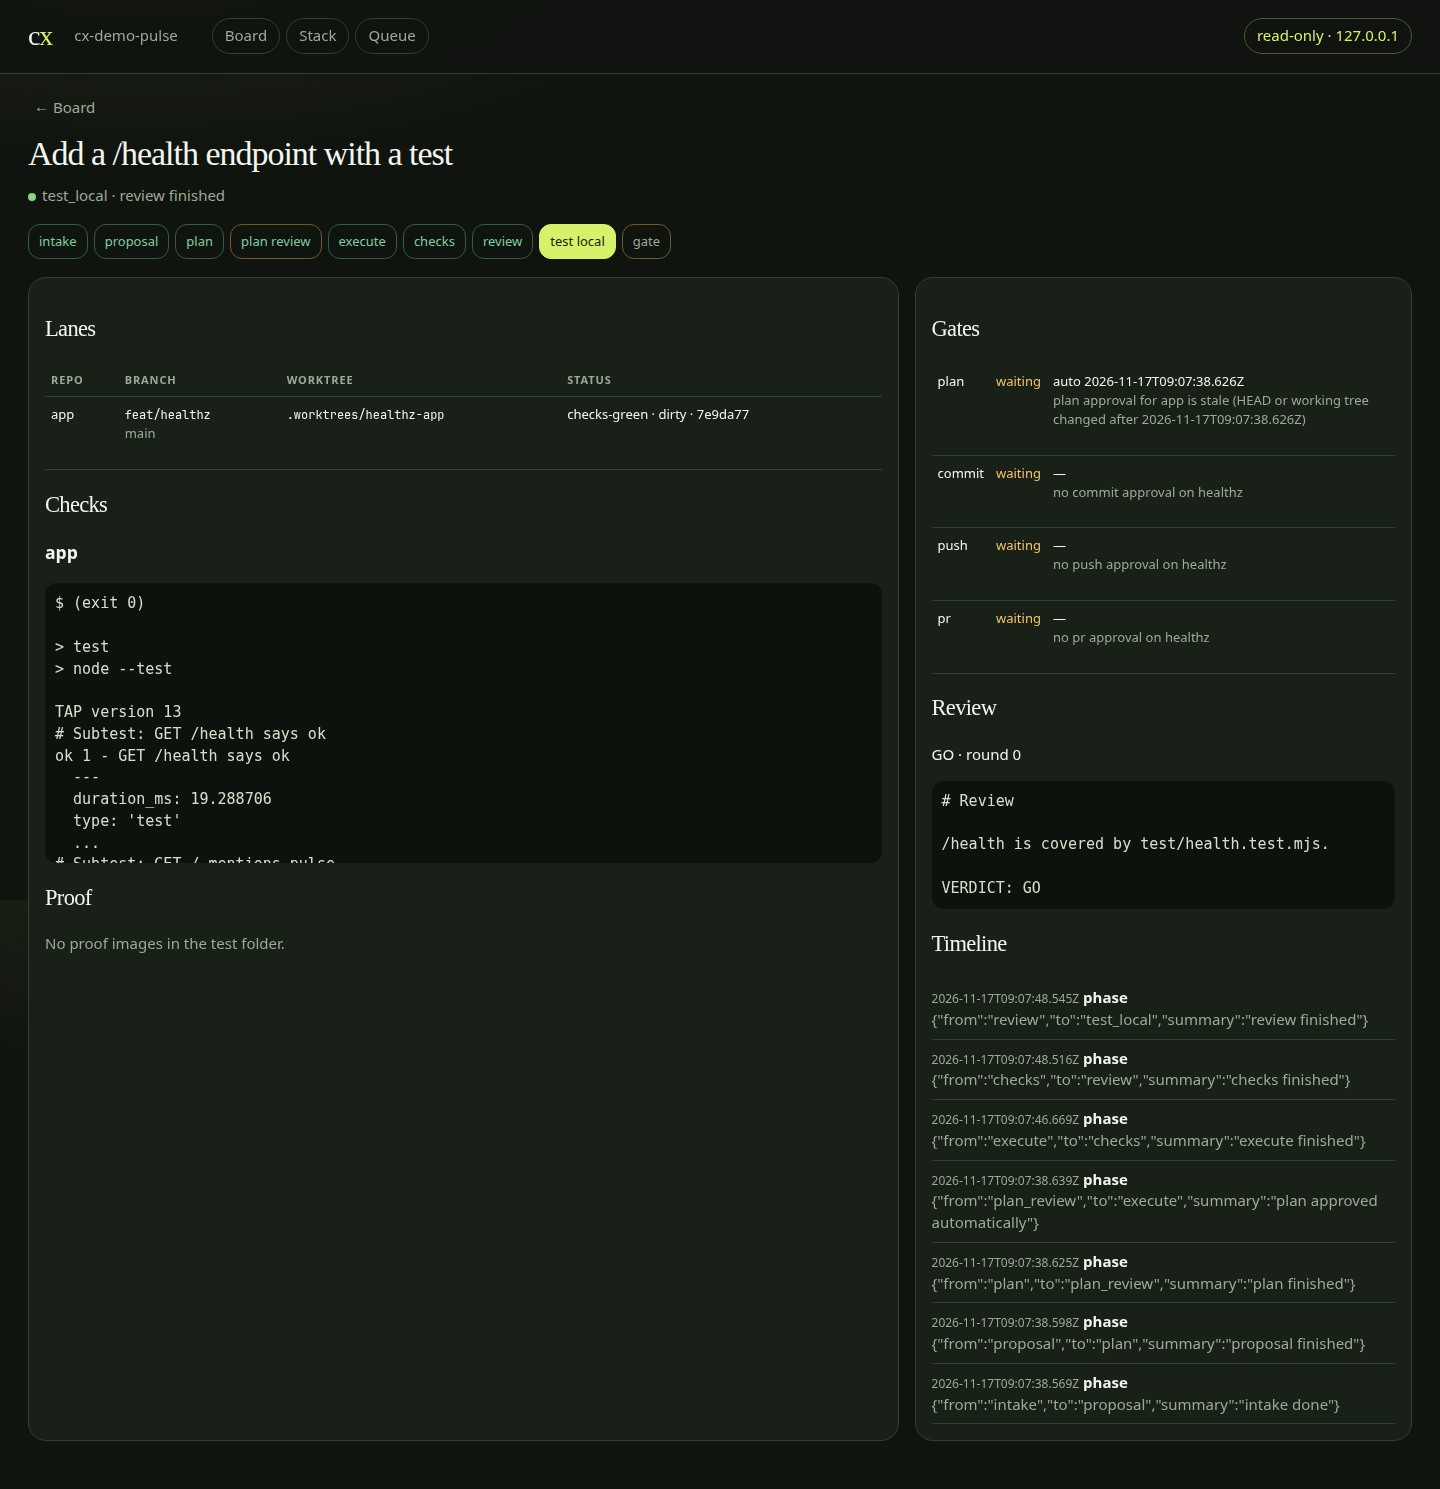 cx cx-demo-pulse Board Stack Queue read-only · 127.0.0.1
← Board
Add a /health endpoint with a test
test_local · review finished
intake proposal plan plan review execute checks review test local gate
Lanes
REPO BRANCH WORKTREE STATUS
app feat/healthz .worktrees/healthz-app checks-green · dirty · 7e9da77
main
Checks
app
$ (exit 0)
> test
> node --test
TAP version 13
# Subtest: GET /health says ok
ok 1 - GET /health says ok
---
duration_ms: 19.288706
type: 'test'
...
# Subtest: GET / mentions pulse
Proof
No proof images in the test folder.
Gates
plan waiting auto 2026-11-17T09:07:38.626Z
plan approval for app is stale (HEAD or working tree
changed after 2026-11-17T09:07:38.626Z)
commit waiting —
no commit approval on healthz
push waiting —
no push approval on healthz
pr waiting —
no pr approval on healthz
Review
GO · round 0
# Review
/health is covered by test/health.test.mjs.
VERDICT: GO
Timeline
2026-11-17T09:07:48.545Z phase
{"from":"review","to":"test_local","summary":"review finished"}
2026-11-17T09:07:48.516Z phase
{"from":"checks","to":"review","summary":"checks finished"}
2026-11-17T09:07:46.669Z phase
{"from":"execute","to":"checks","summary":"execute finished"}
2026-11-17T09:07:38.639Z phase
{"from":"plan_review","to":"execute","summary":"plan approved
automatically"}
2026-11-17T09:07:38.625Z phase
{"from":"plan","to":"plan_review","summary":"plan finished"}
2026-11-17T09:07:38.598Z phase
{"from":"proposal","to":"plan","summary":"proposal finished"}
2026-11-17T09:07:38.569Z phase
{"from":"intake","to":"proposal","summary":"intake done"}